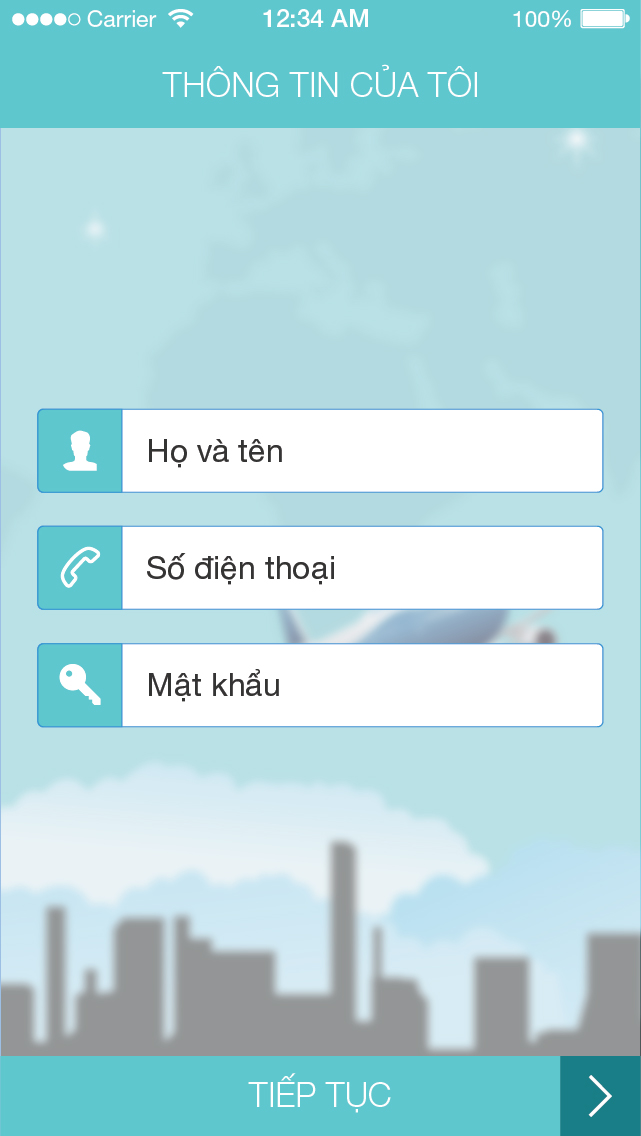 Carrier 12:34 AM 100%
THÔNG TIN CỦA TÔI
Họ và tên
Số điện thoại
Mật khẩu
TIẾP TỤC